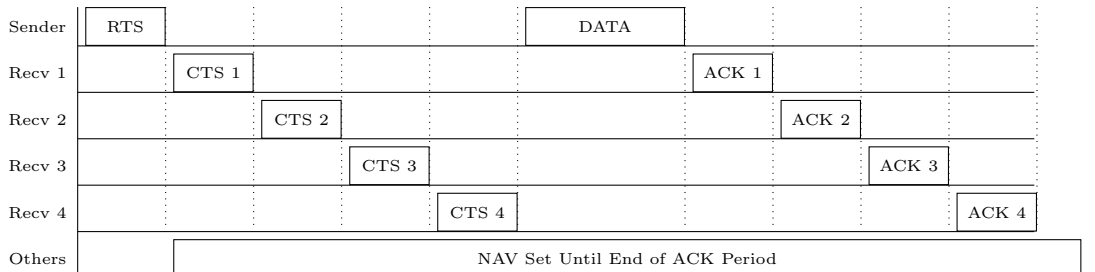 Sender RTS DATA
Recv 1 CTS 1 ACK 1
Recv 2 CTS 2 ACK 2
Recv 3 CTS 3 ACK 3
Recv 4 CTS 4 ACK 4
Others NAV Set Until End of ACK Period